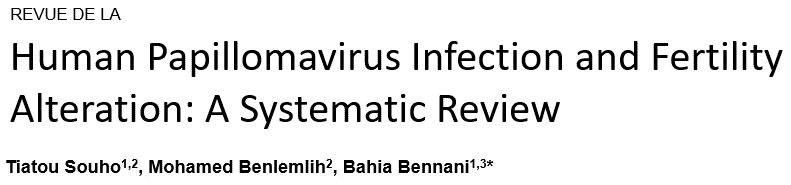 REVUE DE LA
Human Papillomavirus Infection and Fertility
Alteration: A Systematic Review
Tiatou Souho1,2, Mohamed Benlemlih2, Bahia Bennani1,3*